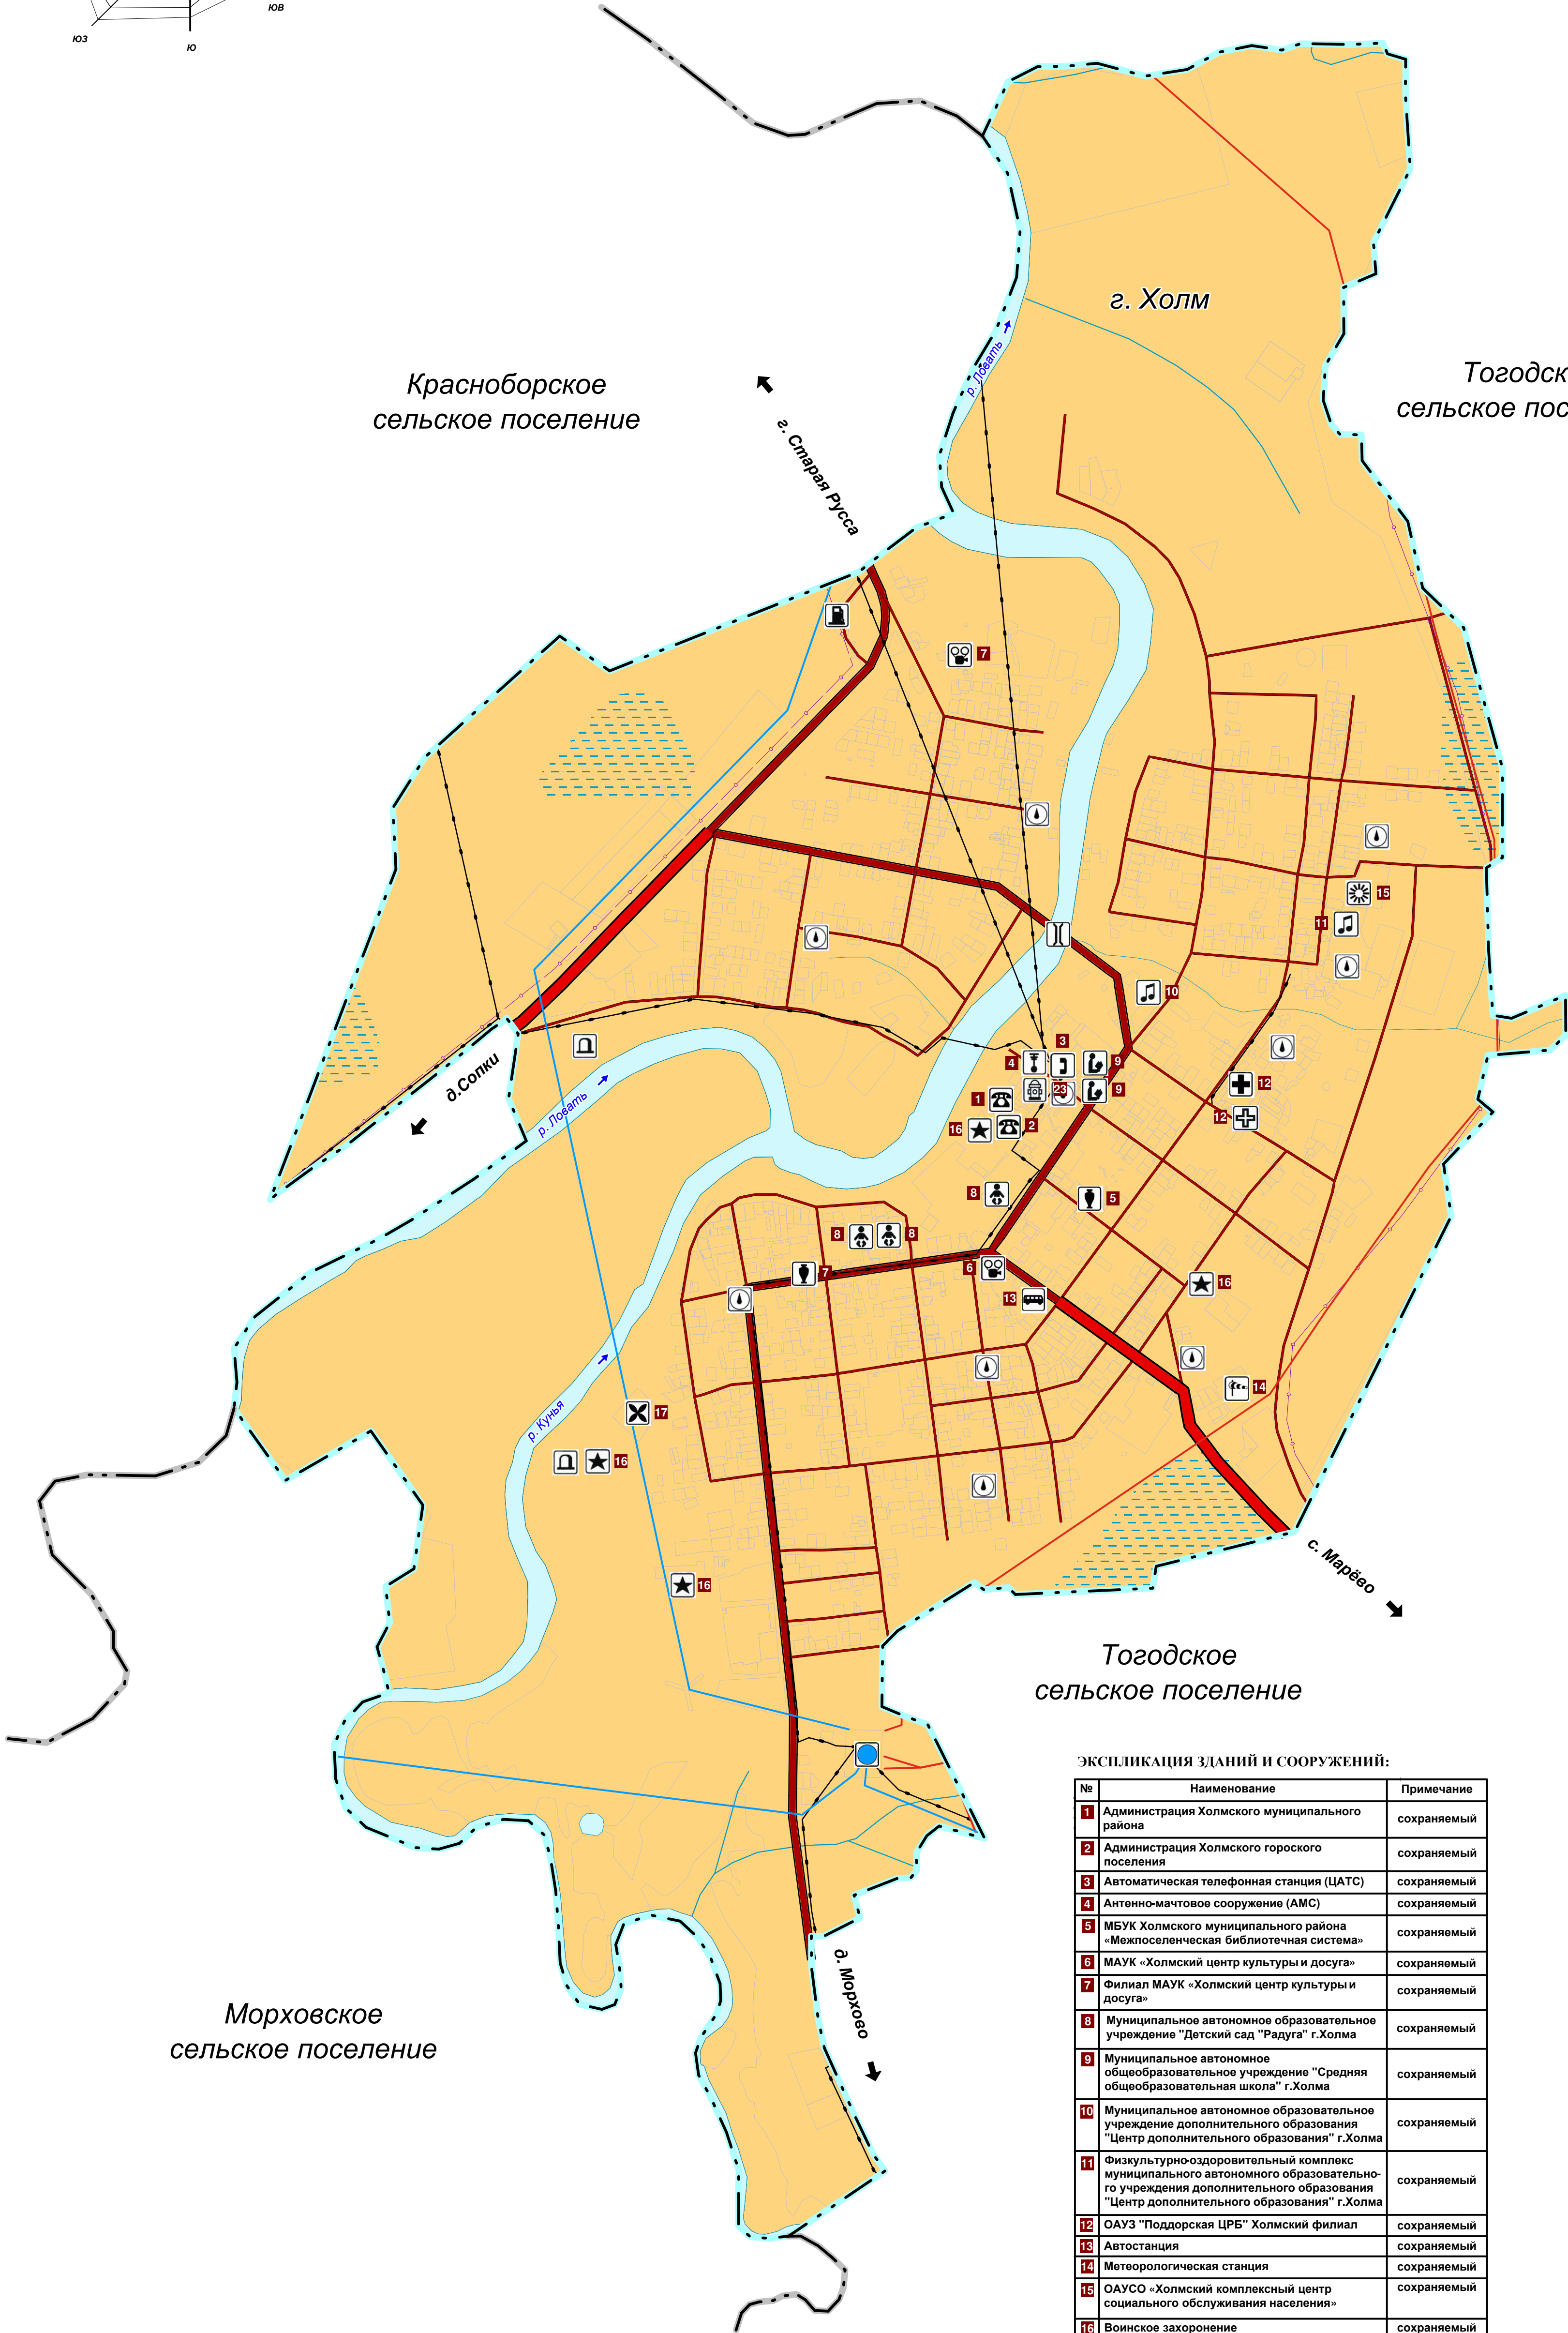 ЮВ
ЮЗ
Ю
г. Холм
р. Ловать
Красноборское
сельское поселение
Тогодск
сельское пос
г. Старая Русса
7
15
11
10
3
4
9
23
9
1
2
16
12
12
д.Сопки
р. Ловать
8
5
8
8
7
6
13
16
14
р. Кунья
17
16
16
с. Марёво
Тогодское
сельское поселение
д. Морхово
Морховское
сельское поселение
ЭКСПЛИКАЦИЯ ЗДАНИЙ И СООРУЖЕНИЙ:
№ Наименование Примечание
1 Администрация Холмского муниципального
района сохраняемый
2 Администрация Холмского гороского
поселения сохраняемый
3 Автоматическая телефонная станция (ЦАТС) сохраняемый
4 Антенно-мачтовое сооружение (АМС) сохраняемый
5 МБУК Холмского муниципального района
«Межпоселенческая библиотечная система» сохраняемый
6 МАУК «Холмский центр культуры и досуга» сохраняемый
7 Филиал МАУК «Холмский центр культуры и
досуга» сохраняемый
8 Муниципальное автономное образовательное
учреждение "Детский сад "Радуга" г.Холма сохраняемый
9 Муниципальное автономное
общеобразовательное учреждение "Средняя
общеобразовательная школа" г.Холма сохраняемый
10 Муниципальное автономное образовательное
учреждение дополнительного образования
"Центр дополнительного образования" г.Холма сохраняемый
11 Физкультурно-оздоровительный комплекс
муниципального автономного образовательно-
го учреждения дополнительного образования
"Центр дополнительного образования" г.Холма сохраняемый
12 ОАУЗ "Поддорская ЦРБ" Холмский филиал сохраняемый
13 Автостанция сохраняемый
14 Метеорологическая станция сохраняемый
15 ОАУСО «Холмский комплексный центр
социального обслуживания населения» сохраняемый
16 Воинское захоронение сохраняемый